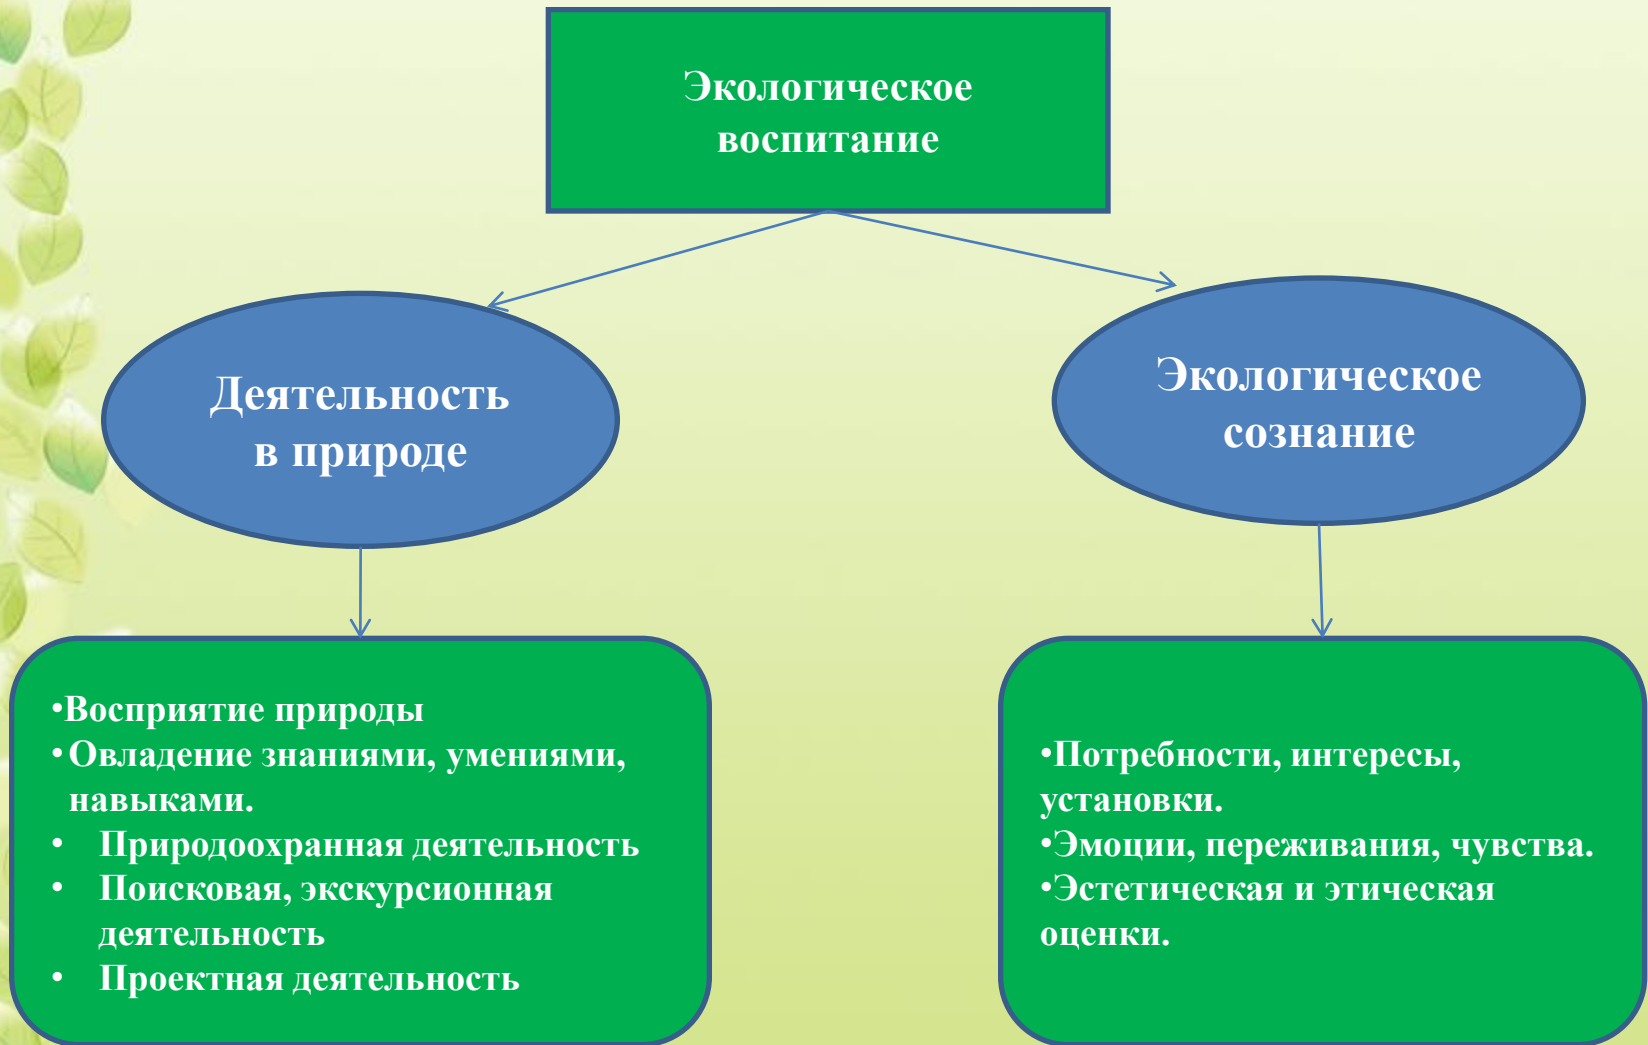 Экологическое
воспитание
Деятельность
в природе
Экологическое
сознание
•Восприятие природы
•Овладение знаниями, умениями,
навыками.
• Природоохранная деятельность
• Поисковая, экскурсионная
деятельность
• Проектная деятельность
•Потребности, интересы,
установки.
•Эмоции, переживания, чувства.
•Эстетическая и этическая
оценки.